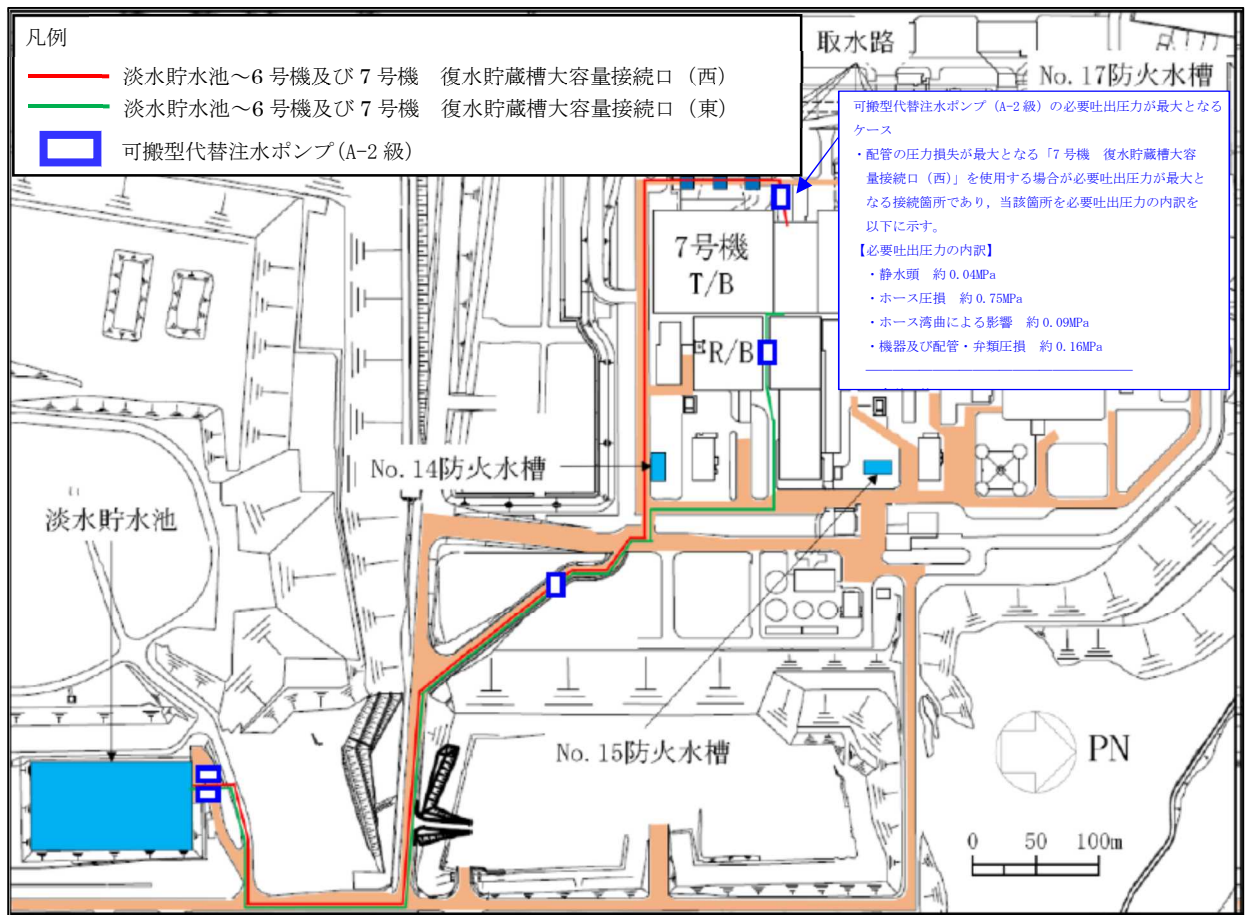 凡例
淡水貯水池～6号機及び7号機　復水貯蔵槽大容量接続口（西）
淡水貯水池～6号機及び7号機　復水貯蔵槽大容量接続口（東）
可搬型代替注水ポンプ(A-2級)
取水路
No.17防火水槽
可搬型代替注水ポンプ（A-2級）の必要吐出圧力が最大となる
ケース
・配管の圧力損失が最大となる「7号機　復水貯蔵槽大容
量接続口（西）」を使用する場合が必要吐出圧力が最大と
なる接続箇所であり，当該箇所を必要吐出圧力の内訳を
以下に示す。
【必要吐出圧力の内訳】
・静水頭　約0.04MPa
・ホース圧損　約0.75MPa
・ホース湾曲による影響　約0.09MPa
・機器及び配管・弁類圧損　約0.16MPa
7号機
T/B
R/B
No.14防火水槽
淡水貯水池
No.15防火水槽
PN
0 50 100m